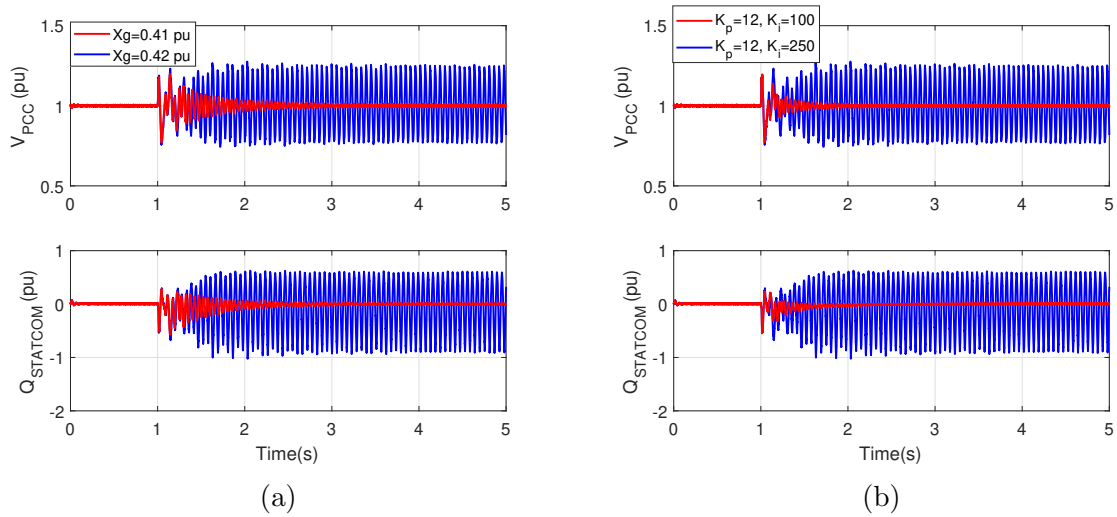 1.5
Xg=0.41 pu
Xg=0.42 pu
V_PCC (pu)
1
0.5
0 1 2 3 4 5
1
0
-1
-2
Q_STATCOM (pu)
0 1 2 3 4 5
Time(s)
(a)
1.5
K_p=12, K_i=100
K_p=12, K_i=250
V_PCC (pu)
1
0.5
0 1 2 3 4 5
1
0
-1
-2
Q_STATCOM (pu)
0 1 2 3 4 5
Time(s)
(b)